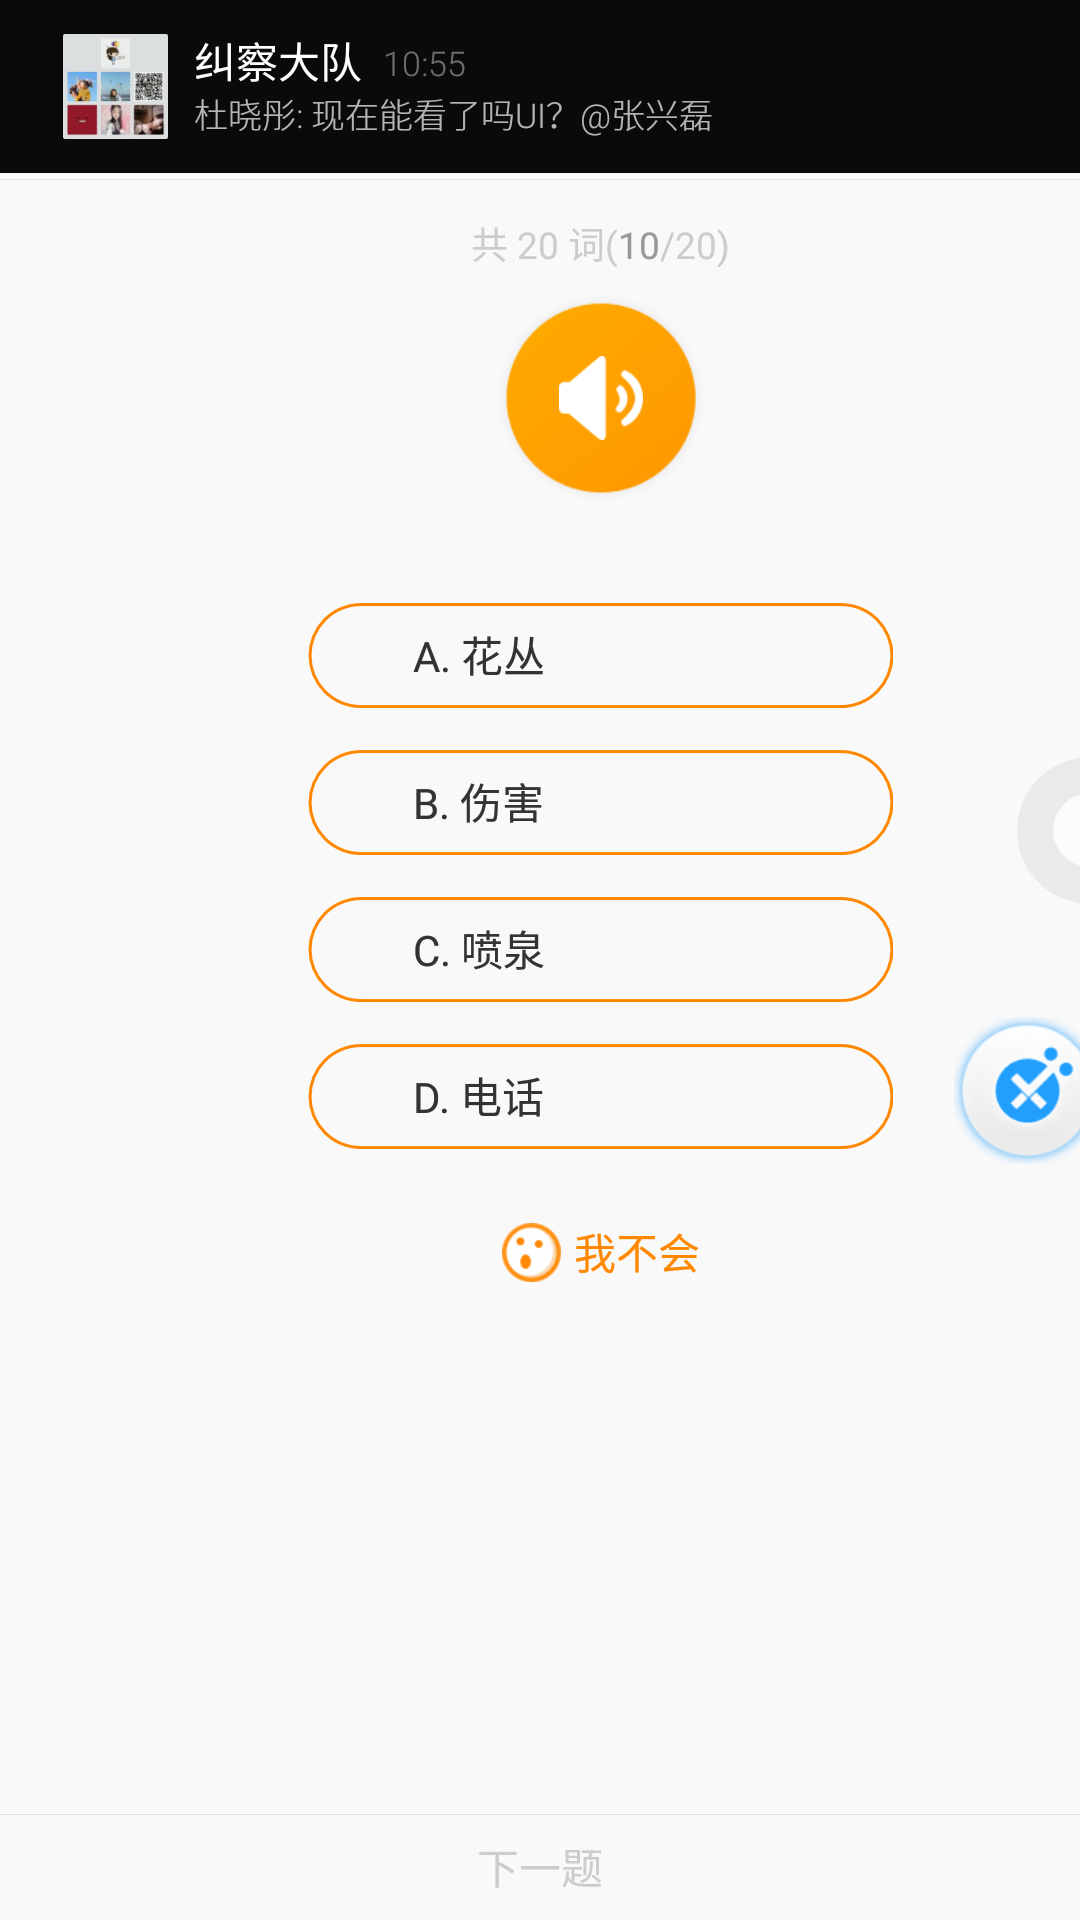 纠察大队 10:55
杜晓彤: 现在能看了吗UI？@张兴磊
共 20 词(10/20)
A. 花丛
B. 伤害
C. 喷泉
D. 电话
我不会
下一题